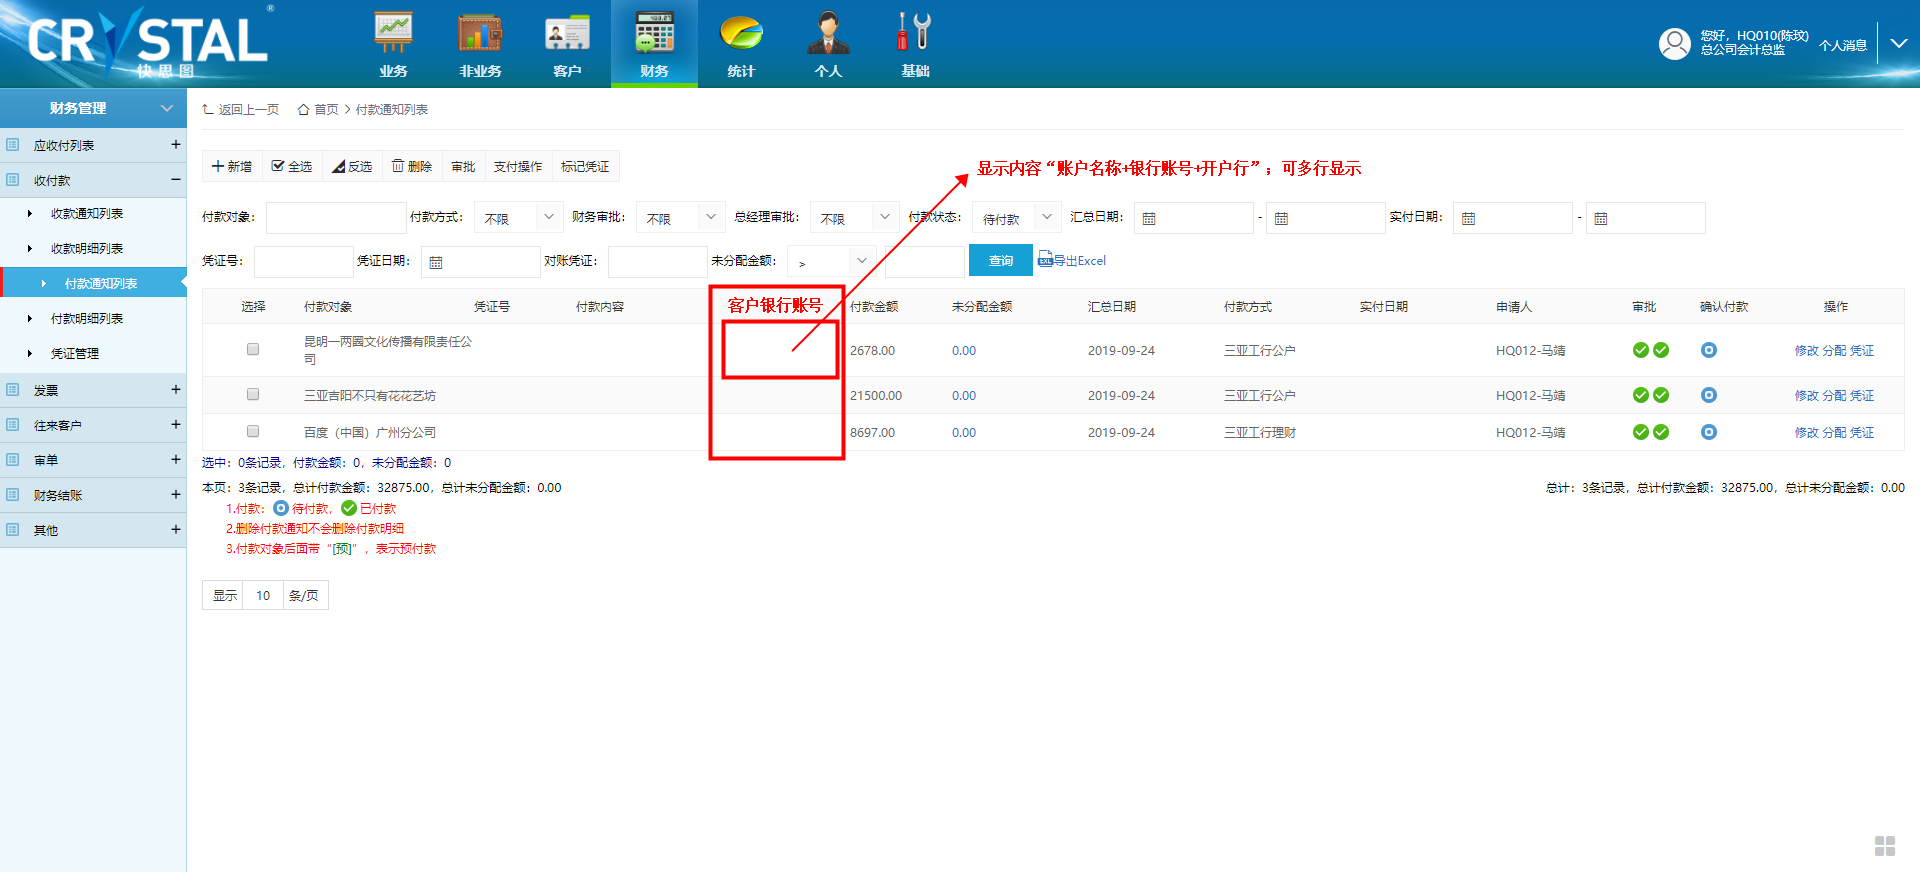 CRYSTAL ®
快思图
业务 非业务 客户 财务 统计 个人 基础
您好，HQ010(陈玟)
总公司会计总监
个人消息
财务管理
应收付列表 +
收付款 −
收款通知列表
收款明细列表
付款通知列表
付款明细列表
凭证管理
发票 +
往来客户 +
审单 +
财务结账 +
其他 +
返回上一页 首页 > 付款通知列表
新增 全选 反选 删除 审批 支付操作 标记凭证
显示内容“账户名称+银行账号+开户行”；可多行显示
付款对象： 付款方式： 不限 财务审批： 不限 总经理审批： 不限 付款状态： 待付款 汇总日期： - 实付日期： -
凭证号： 凭证日期： 对账凭证： 未分配金额： > 查询 导出Excel
选择 付款对象 凭证号 付款内容 客户银行账号 付款金额 未分配金额 汇总日期 付款方式 实付日期 申请人 审批 确认付款 操作
昆明一两圈文化传播有限责任公司 2678.00 0.00 2019-09-24 三亚工行公户 HQ012-马靖 修改 分配 凭证
三亚吉阳不只有花花艺坊 21500.00 0.00 2019-09-24 三亚工行公户 HQ012-马靖 修改 分配 凭证
百度（中国）广州分公司 8697.00 0.00 2019-09-24 三亚工行理财 HQ012-马靖 修改 分配 凭证
选中：0条记录，付款金额：0，未分配金额：0
本页：3条记录，总计付款金额：32875.00，总计未分配金额：0.00
总计：3条记录，总计付款金额：32875.00，总计未分配金额：0.00
1.付款： 待付款， 已付款
2.删除付款通知不会删除付款明细
3.付款对象后面带“[预]”，表示预付款
显示 10 条/页